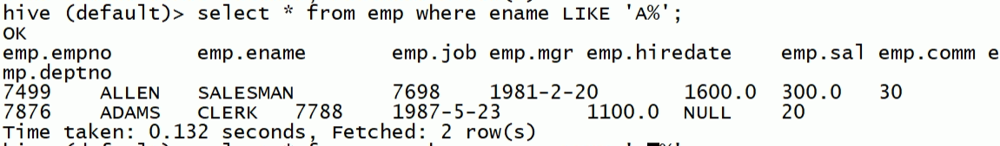 hive (default)> select * from emp where ename LIKE 'A%';
OK
emp.empno emp.ename emp.job emp.mgr emp.hiredate emp.sal emp.comm e
mp.deptno
7499 ALLEN SALESMAN 7698 1981-2-20 1600.0 300.0 30
7876 ADAMS CLERK 7788 1987-5-23 1100.0 NULL 20
Time taken: 0.132 seconds, Fetched: 2 row(s)